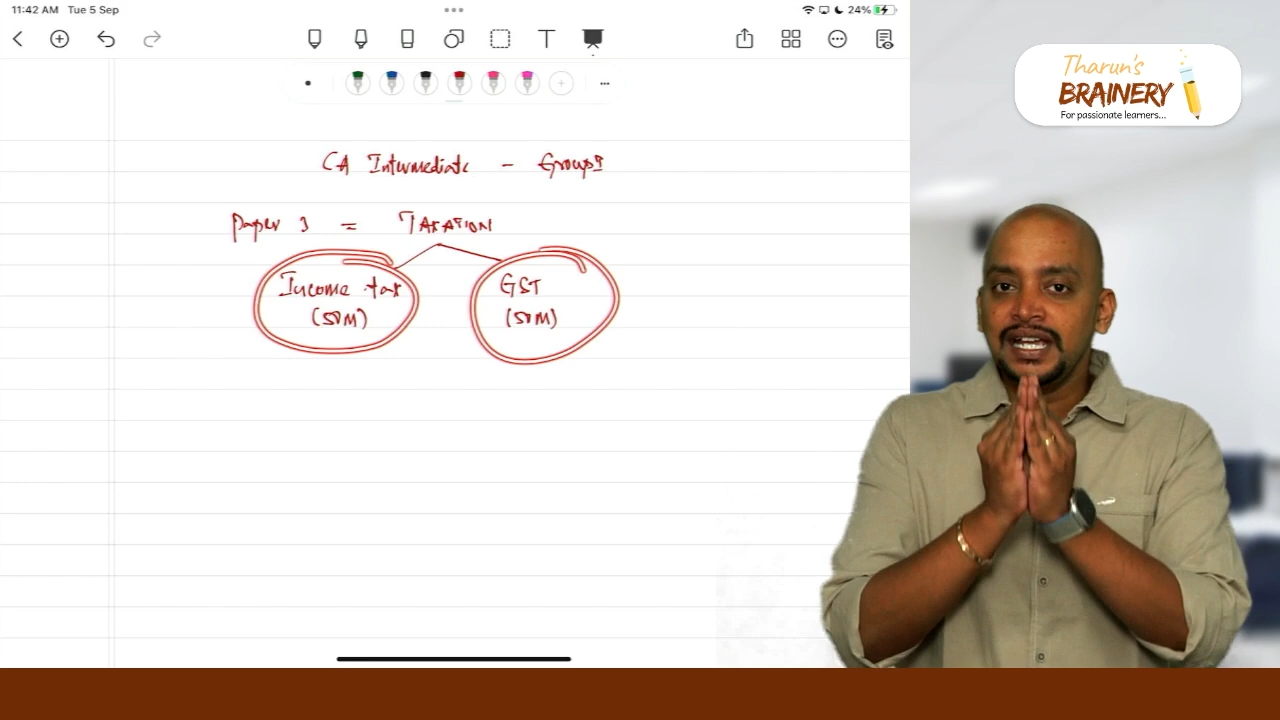 11:42 AM Tue 5 Sep
24%
Tharun's
BRAINERY
For passionate learners...
CA Intermediate - Group I
Paper 3 = TAXATION
Income tax
(50M)
GST
(50M)